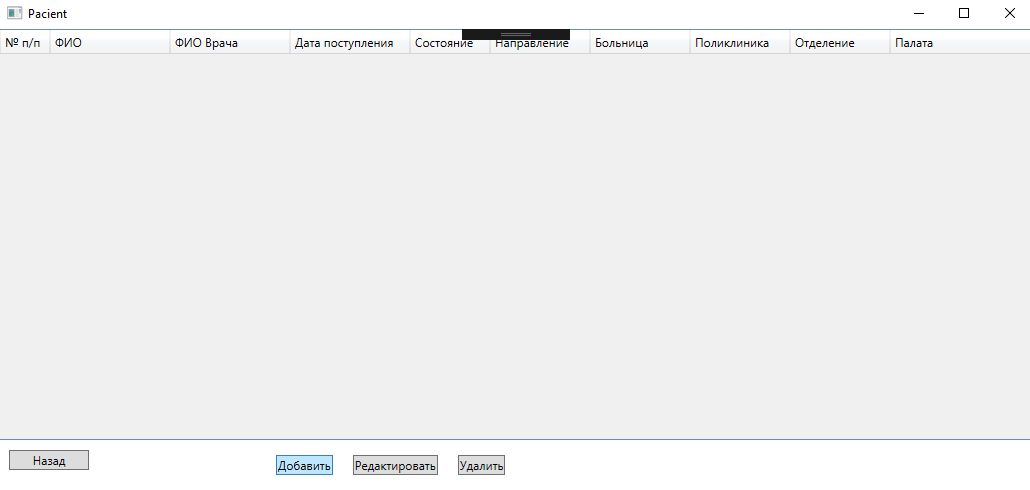 Pacient
№ п/п ФИО ФИО Врача Дата поступления Состояние Направление Больница Поликлиника Отделение Палата
Назад Добавить Редактировать Удалить